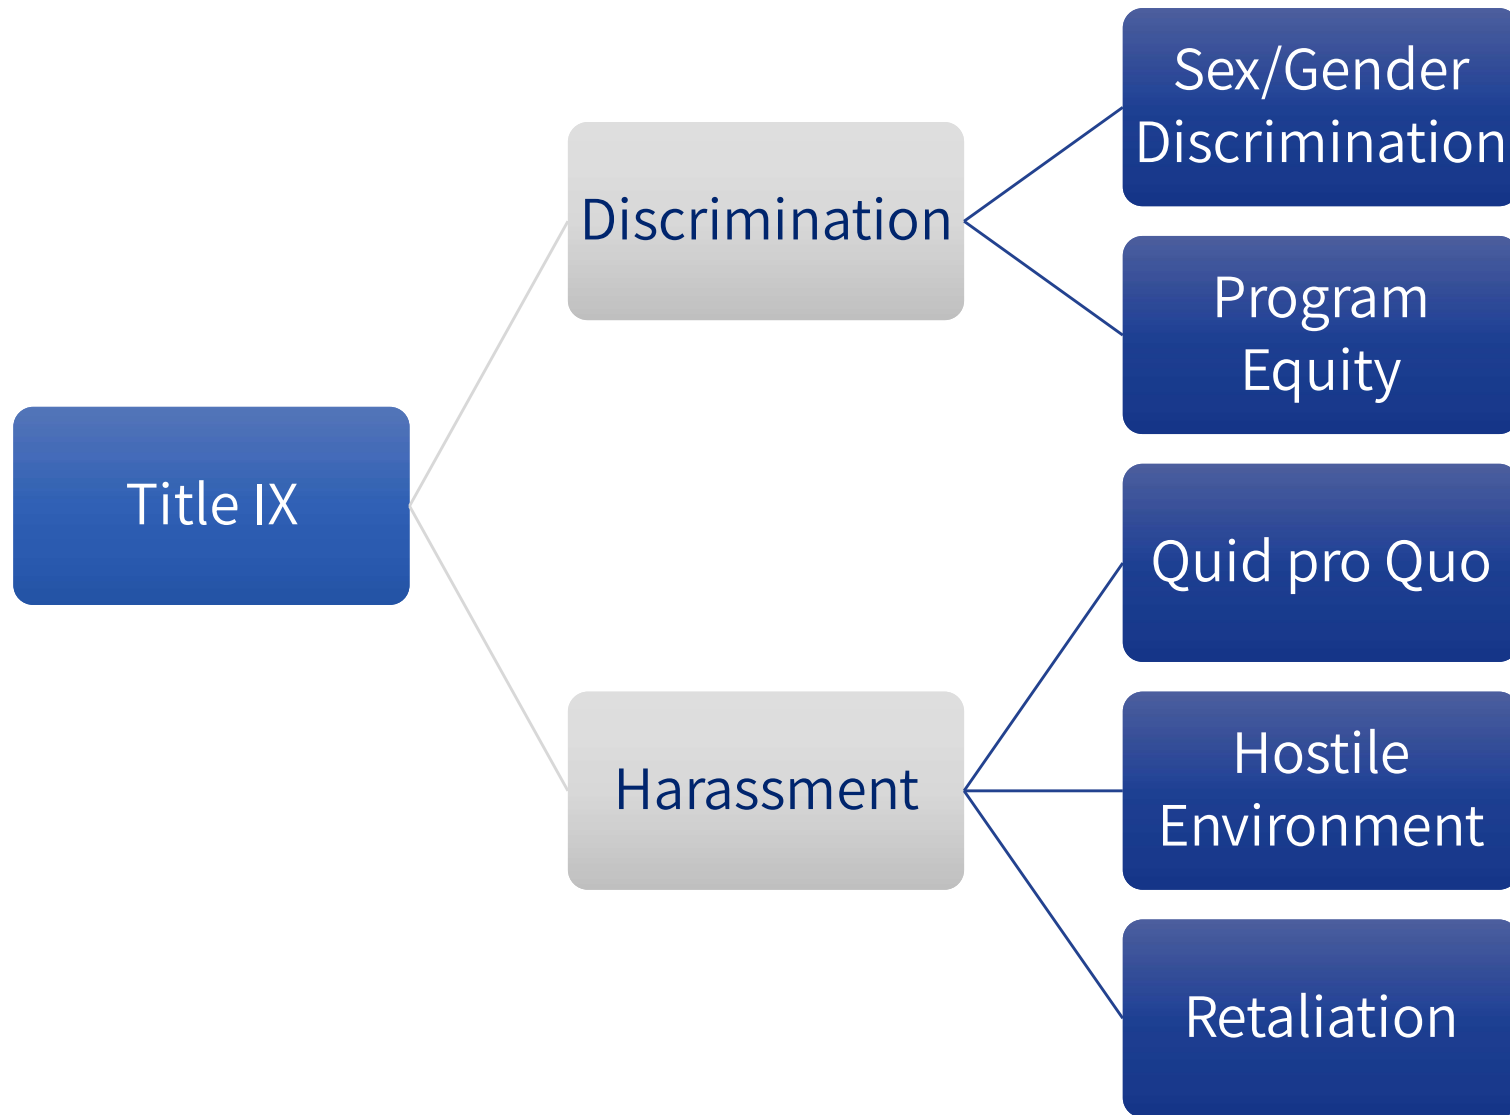 Title IX
Discrimination
Sex/Gender
Discrimination
Program
Equity
Harassment
Quid pro Quo
Hostile
Environment
Retaliation